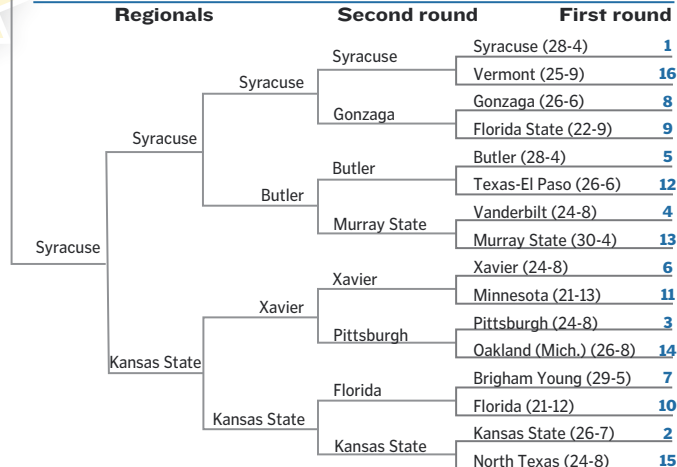 Regionals Second round First round
Syracuse (28-4) 1
Syracuse
Vermont (25-9) 16
Syracuse
Gonzaga (26-6) 8
Gonzaga
Florida State (22-9) 9
Syracuse
Butler (28-4) 5
Butler
Texas-El Paso (26-6) 12
Butler
Vanderbilt (24-8) 4
Murray State
Murray State (30-4) 13
Syracuse
Xavier (24-8) 6
Xavier
Minnesota (21-13) 11
Xavier
Pittsburgh (24-8) 3
Pittsburgh
Oakland (Mich.) (26-8) 14
Kansas State
Brigham Young (29-5) 7
Florida
Florida (21-12) 10
Kansas State
Kansas State (26-7) 2
Kansas State
North Texas (24-8) 15